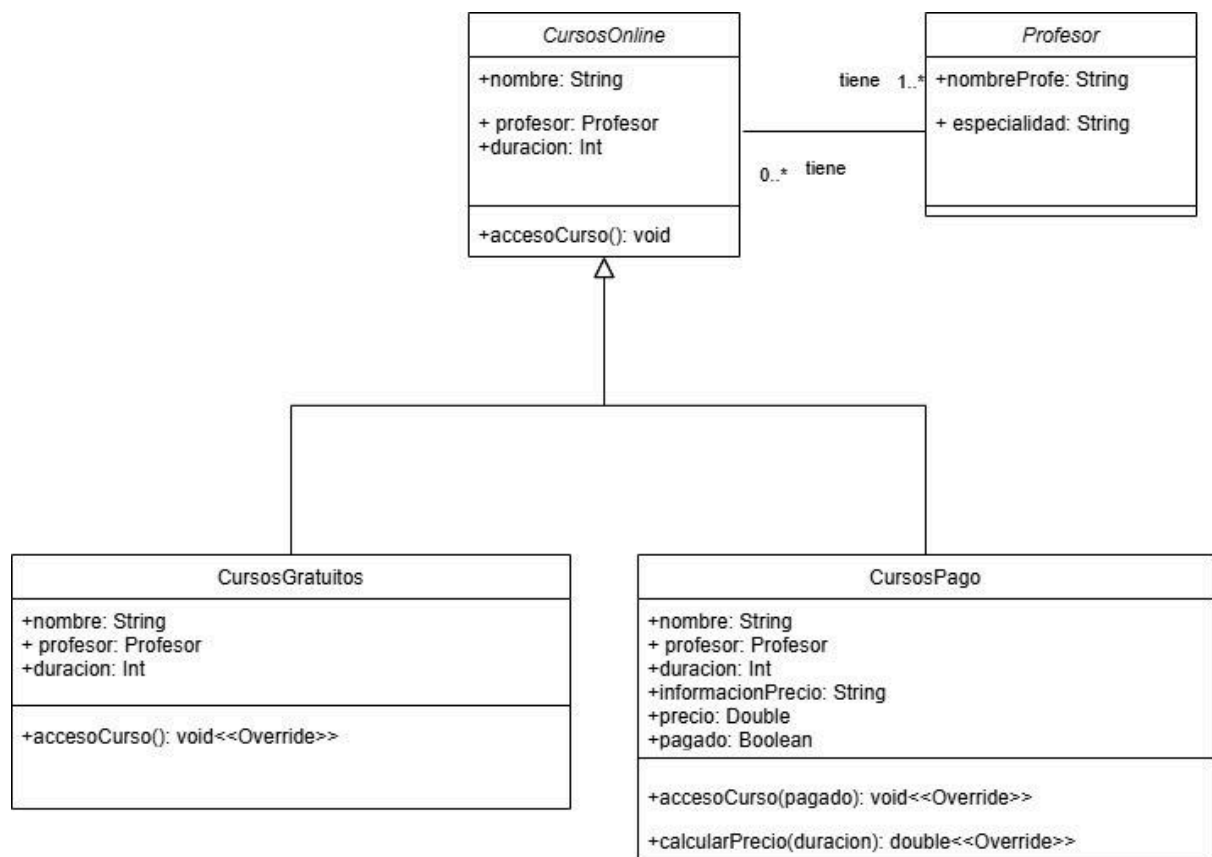 CursosOnline
+nombre: String
+ profesor: Profesor
+duracion: Int
+accesoCurso(): void
tiene 1..*
0..* tiene
Profesor
+nombreProfe: String
+ especialidad: String
CursosGratuitos
+nombre: String
+ profesor: Profesor
+duracion: Int
+accesoCurso(): void<<Override>>
CursosPago
+nombre: String
+ profesor: Profesor
+duracion: Int
+informacionPrecio: String
+precio: Double
+pagado: Boolean
+accesoCurso(pagado): void<<Override>>
+calcularPrecio(duracion): double<<Override>>